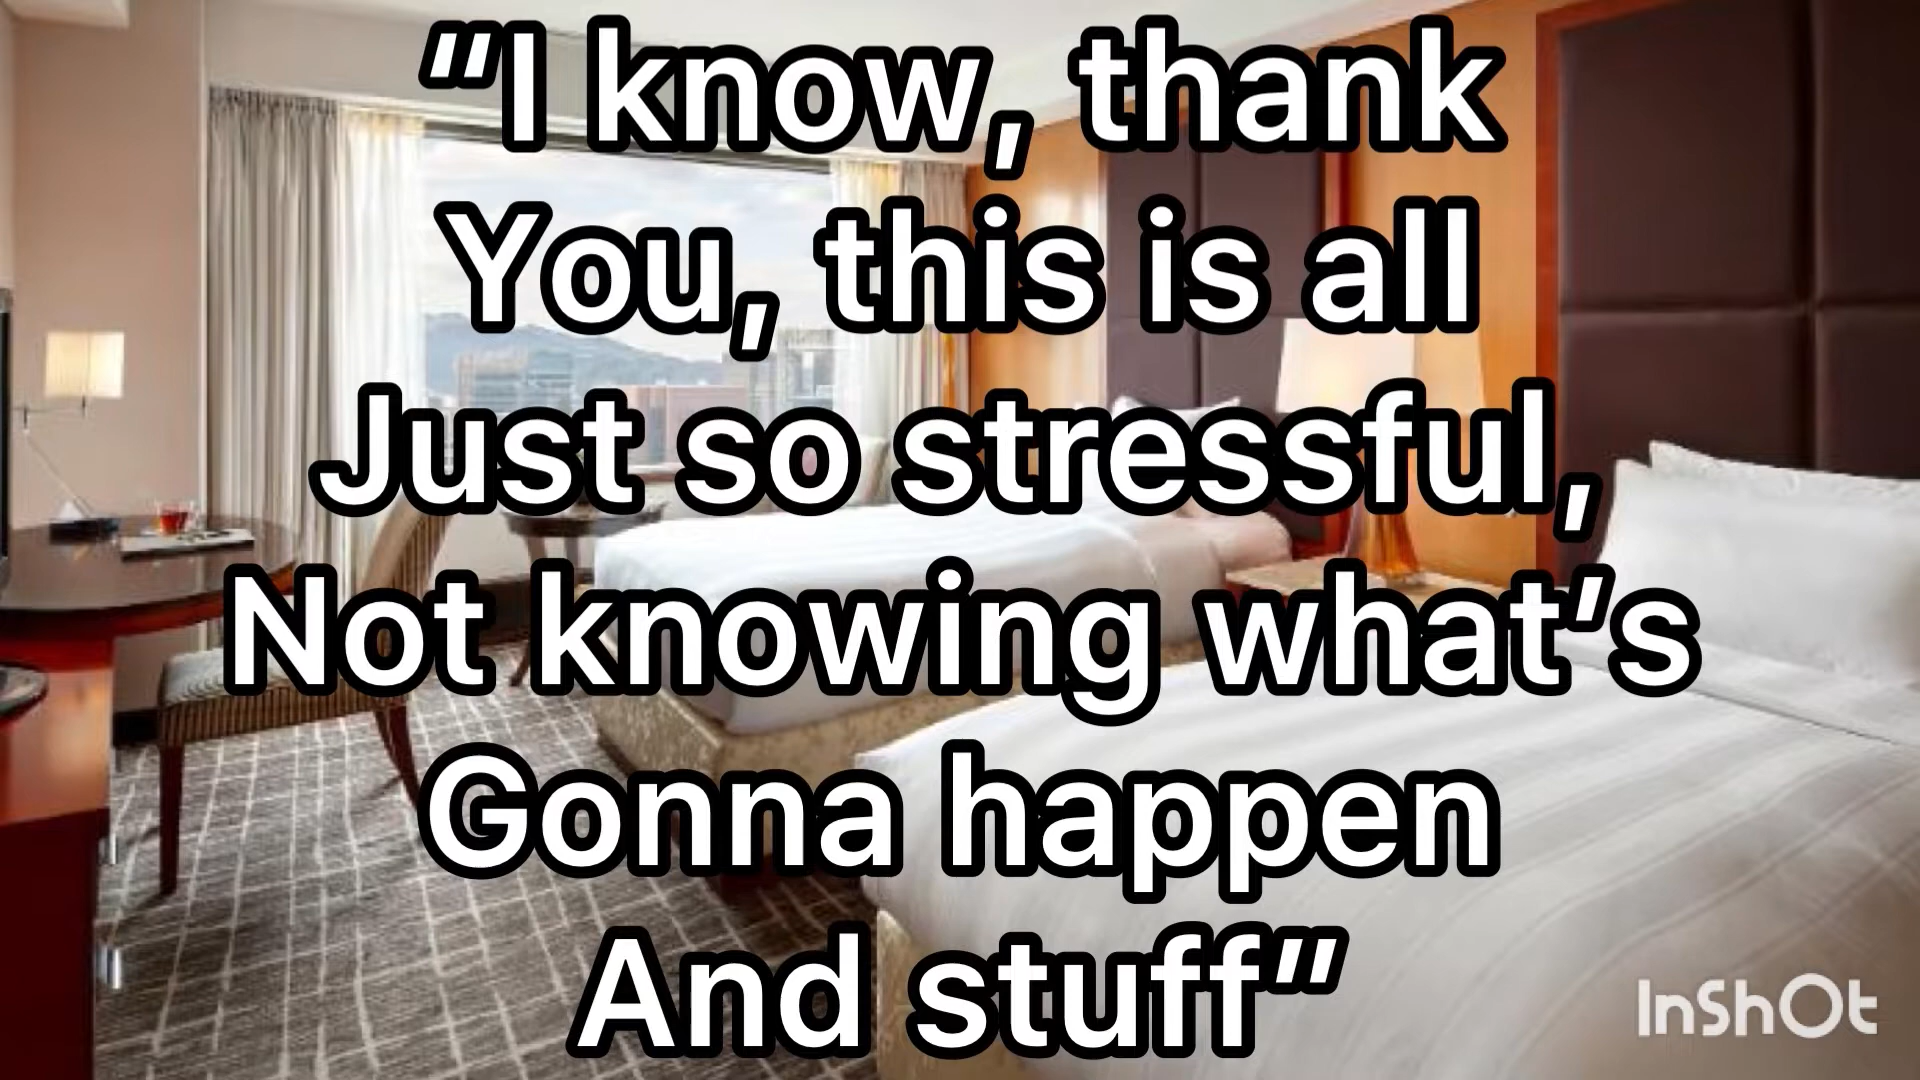 “I know, thank
You, this is all
Just so stressful,
Not knowing what’s
Gonna happen
And stuff”
InShOt